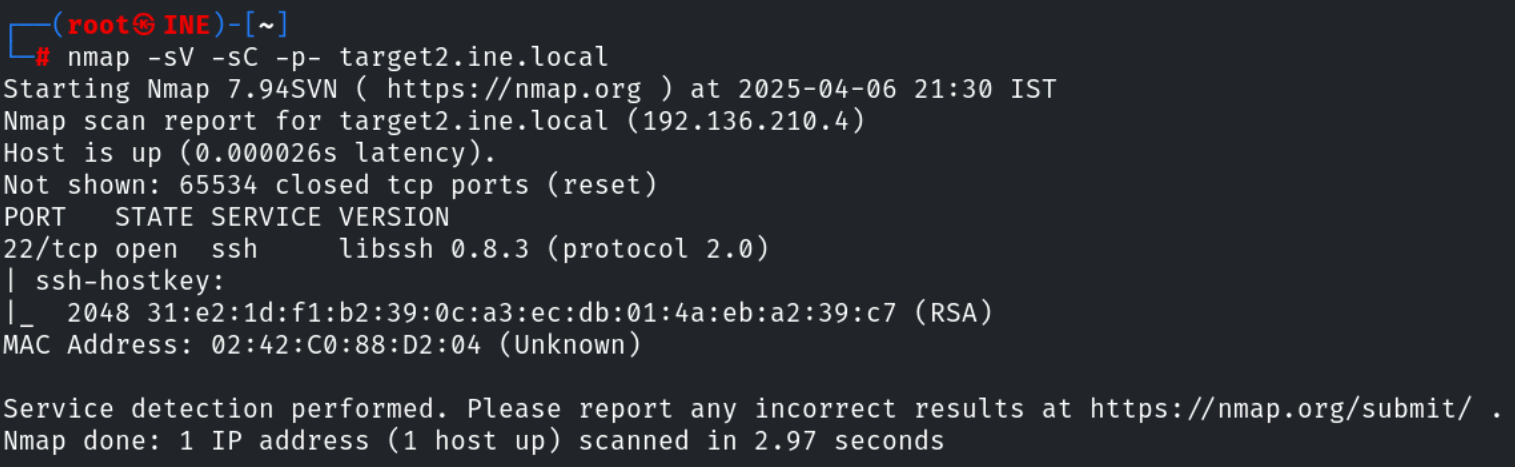 ┌──(root㉿INE)-[~]
└─# nmap -sV -sC -p- target2.ine.local
Starting Nmap 7.94SVN ( https://nmap.org ) at 2025-04-06 21:30 IST
Nmap scan report for target2.ine.local (192.136.210.4)
Host is up (0.000026s latency).
Not shown: 65534 closed tcp ports (reset)
PORT   STATE SERVICE VERSION
22/tcp open  ssh     libssh 0.8.3 (protocol 2.0)
| ssh-hostkey:
|_  2048 31:e2:1d:f1:b2:39:0c:a3:ec:db:01:4a:eb:a2:39:c7 (RSA)
MAC Address: 02:42:C0:88:D2:04 (Unknown)

Service detection performed. Please report any incorrect results at https://nmap.org/submit/ .
Nmap done: 1 IP address (1 host up) scanned in 2.97 seconds